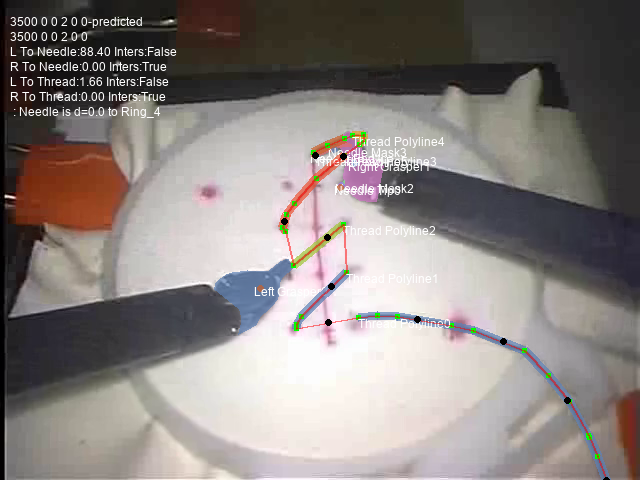 3500 0 0 2 0 0-predicted
3500 0 0 2 0 0
L To Needle:88.40 Inters:False
R To Needle:0.00 Inters:True
L To Thread:1.66 Inters:False
R To Thread:0.00 Inters:True
: Needle is d=0.0 to Ring_4
Thread Polyline4
Needle Mask3
Right Grasper1
Needle Mask2
Needle Tips
Thread Polyline2
Thread Polyline1
Left Grasper
Thread Polyline0